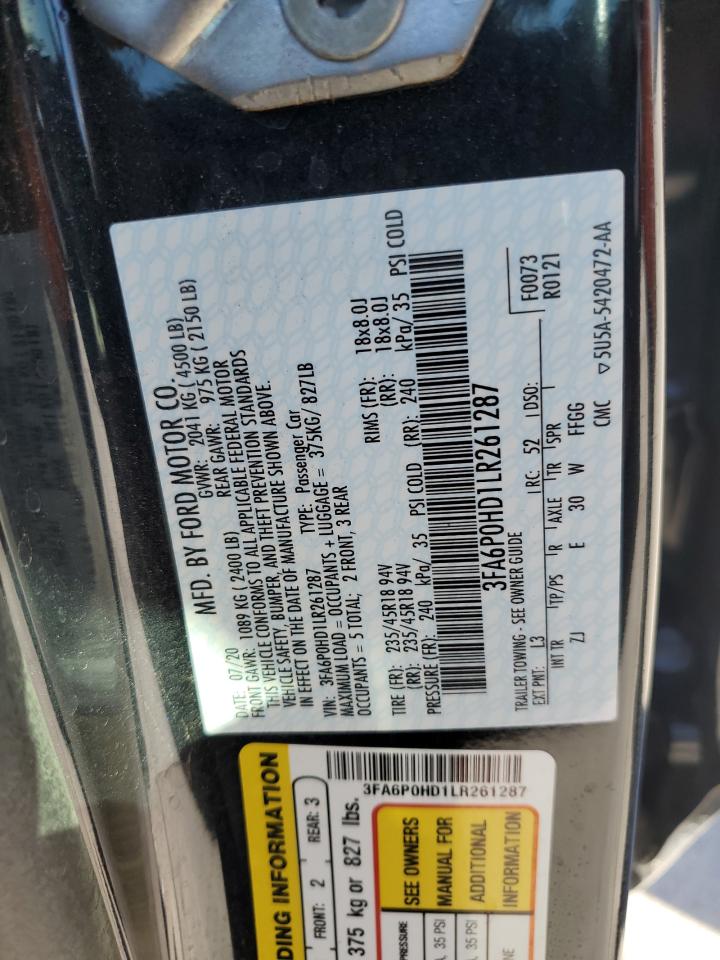 MFD. BY FORD MOTOR CO.
DATE: 07/20 GVWR: 2041 KG ( 4500 LB)
FRONT GAWR: 1089 KG ( 2400 LB) REAR GAWR: 975 KG ( 2150 LB)
THIS VEHICLE CONFORMS TO ALL APPLICABLE FEDERAL MOTOR
VEHICLE SAFETY, BUMPER, AND THEFT PREVENTION STANDARDS
IN EFFECT ON THE DATE OF MANUFACTURE SHOWN ABOVE.
VIN: 3FA6P0HD1LR261287 TYPE: Passenger Car
MAXIMUM LOAD = OCCUPANTS + LUGGAGE = 375KG/ 827LB
OCCUPANTS = 5 TOTAL; 2 FRONT, 3 REAR
TIRE (FR): 235/45R18 94V RIMS (FR): 18x8.0J
(RR): 235/45R18 94V (RR): 18x8.0J
PRESSURE (FR): 240 kPa/ 35 PSI COLD (RR): 240 kPa/ 35 PSI COLD
3FA6P0HD1LR261287
TRAILER TOWING - SEE OWNER GUIDE
F0073
R0121
EXT PNT: L3 RC: 52 DSO:
INT TR TP/PS R AXLE TR SPR
ZJ E 30 W FFGG
CMC ▽5U5A-5420472-AA
3FA6P0HD1LR261287
DING INFORMATION
FRONT: 2 REAR: 3
375 kg or 827 lbs.
PRESSURE
35 PSI
35 PSI
SEE OWNERS
MANUAL FOR
ADDITIONAL
INFORMATION